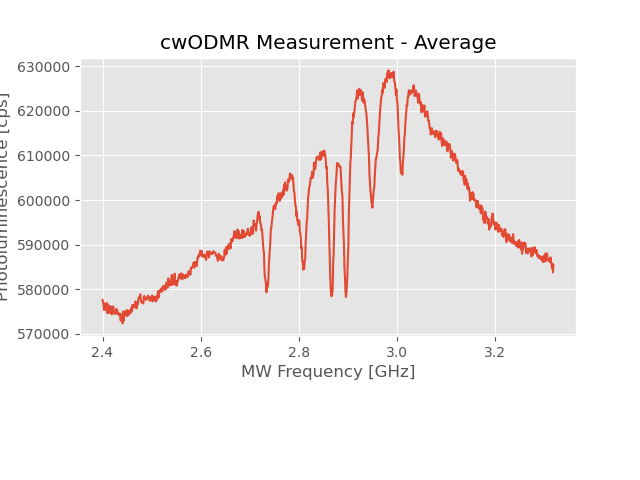 cwODMR Measurement - Average
630000
620000
610000
600000
590000
580000
570000
Photoluminescence [cps]
2.4 2.6 2.8 3.0 3.2
MW Frequency [GHz]